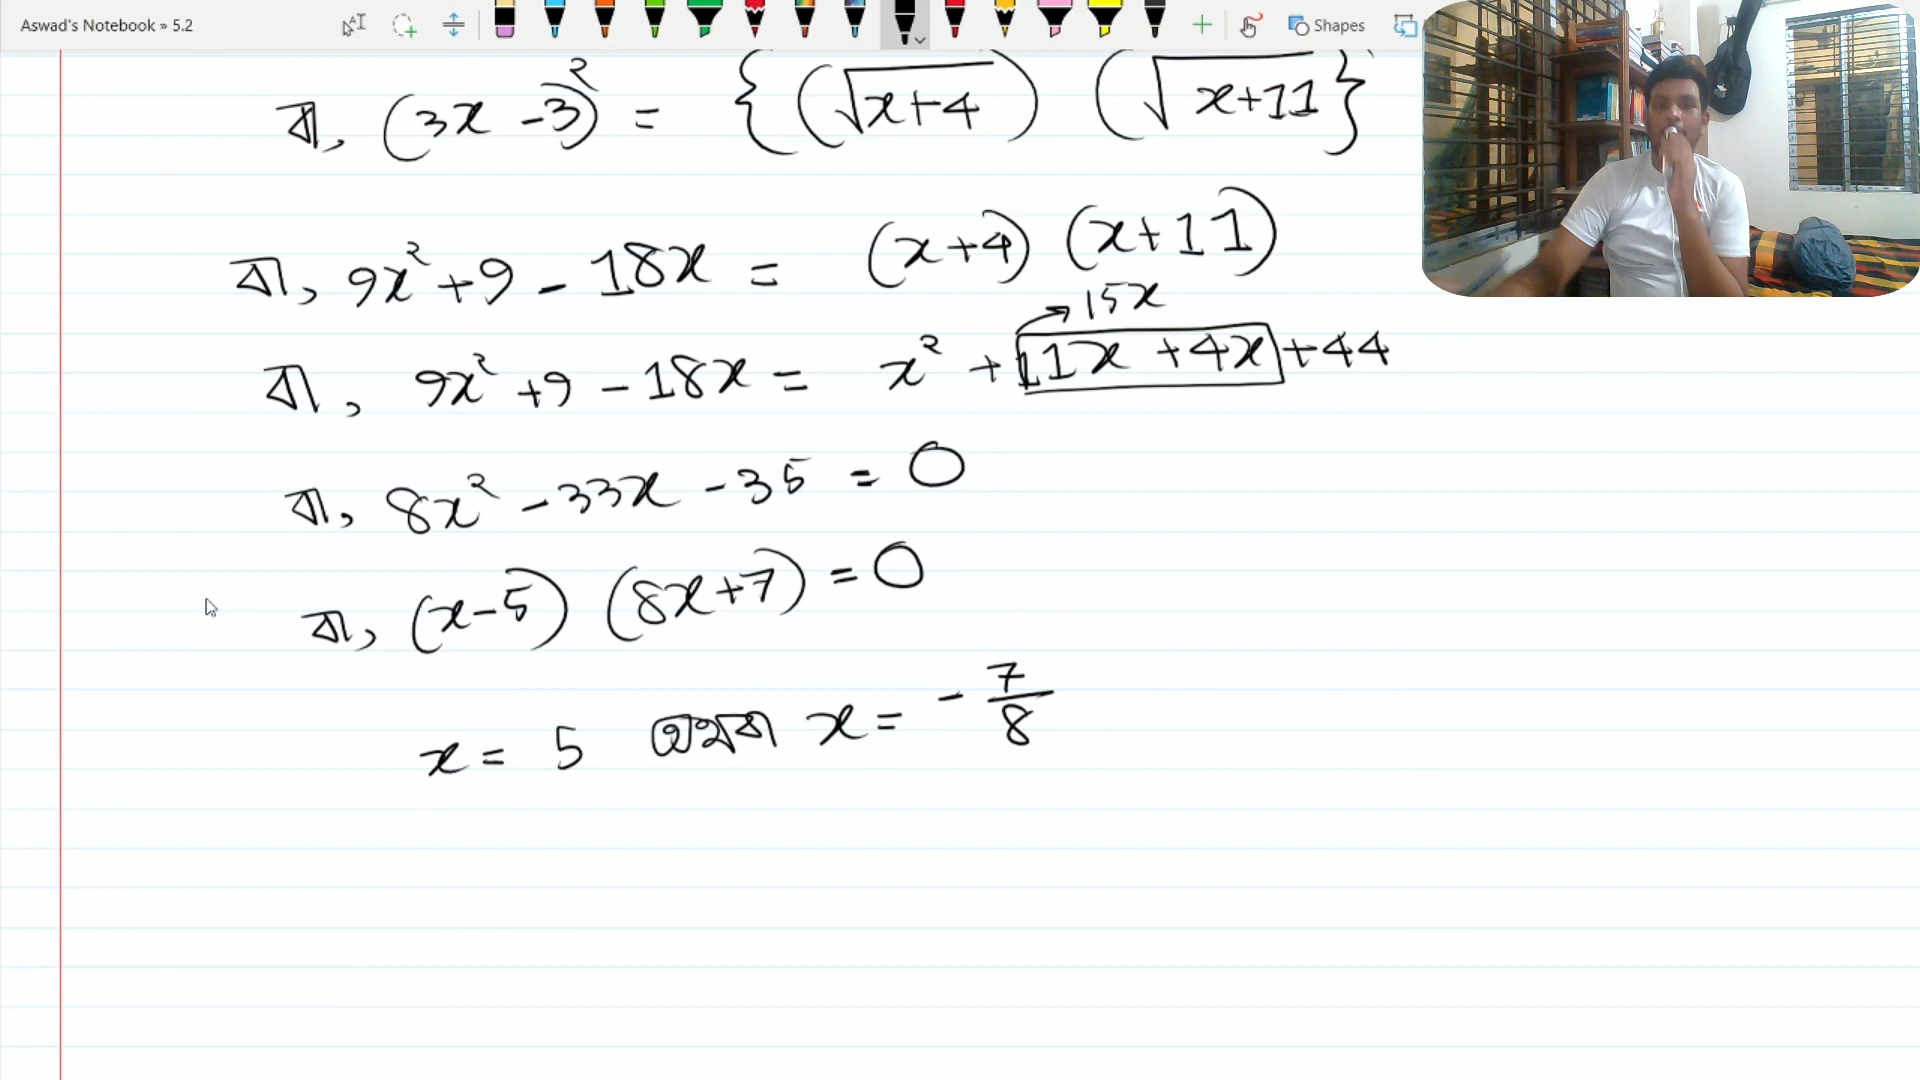 Aswad's Notebook » 5.2
Shapes
বা, (3x -3)² = {(√x+4) (√x+11}
বা, 9x² +9 - 18x = (x+4) (x+11)
→15x
বা, 9x² +9 - 18x = x² + 11x +4x +44
বা, 8x² - 33x - 35 = 0
বা, (x-5) (8x+7) = 0
x = 5 অথবা x = - 7/8